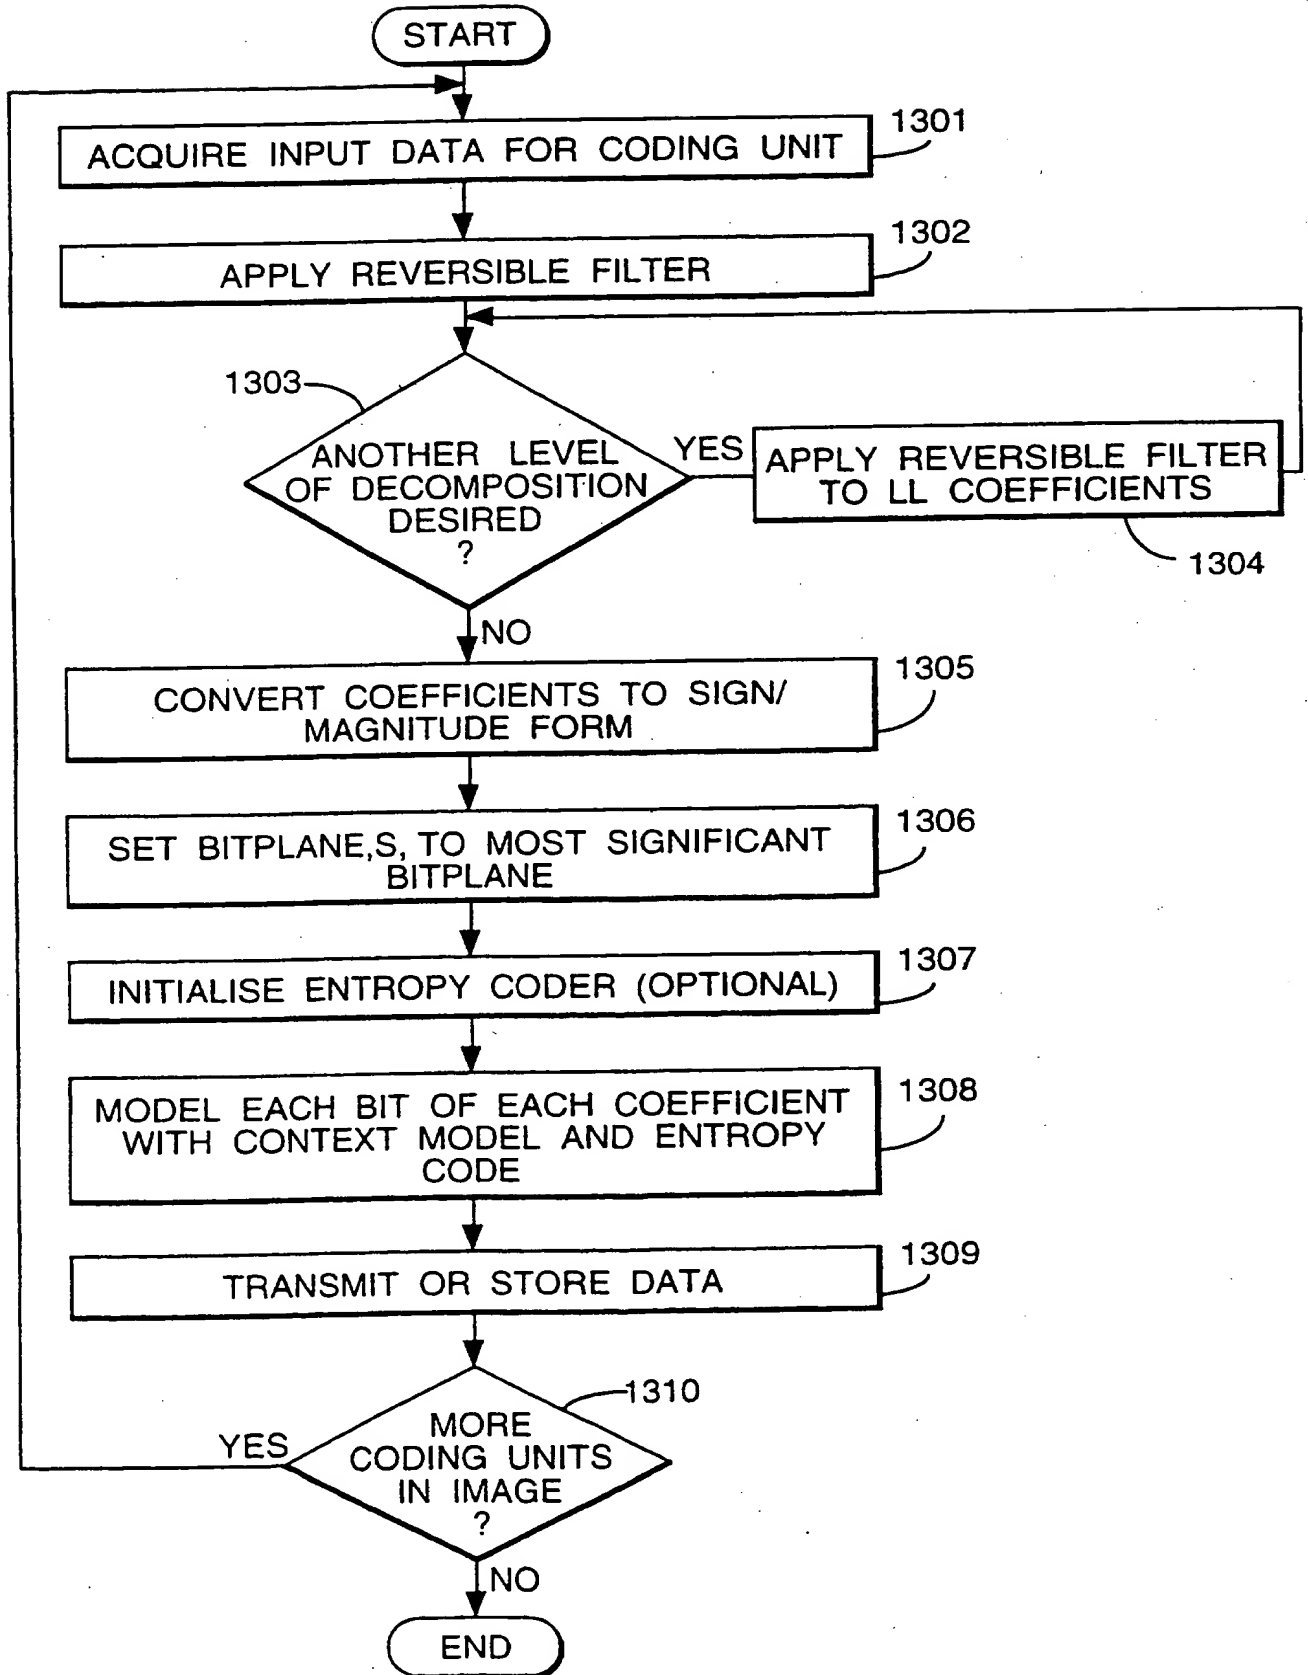 START
1301
ACQUIRE INPUT DATA FOR CODING UNIT
1302
APPLY REVERSIBLE FILTER
1303
ANOTHER LEVEL
OF DECOMPOSITION
DESIRED
?
YES
APPLY REVERSIBLE FILTER
TO LL COEFFICIENTS
1304
NO
1305
CONVERT COEFFICIENTS TO SIGN/
MAGNITUDE FORM
1306
SET BITPLANE,S, TO MOST SIGNIFICANT
BITPLANE
1307
INITIALISE ENTROPY CODER (OPTIONAL)
1308
MODEL EACH BIT OF EACH COEFFICIENT
WITH CONTEXT MODEL AND ENTROPY
CODE
1309
TRANSMIT OR STORE DATA
1310
MORE
CODING UNITS
IN IMAGE
?
YES
NO
END